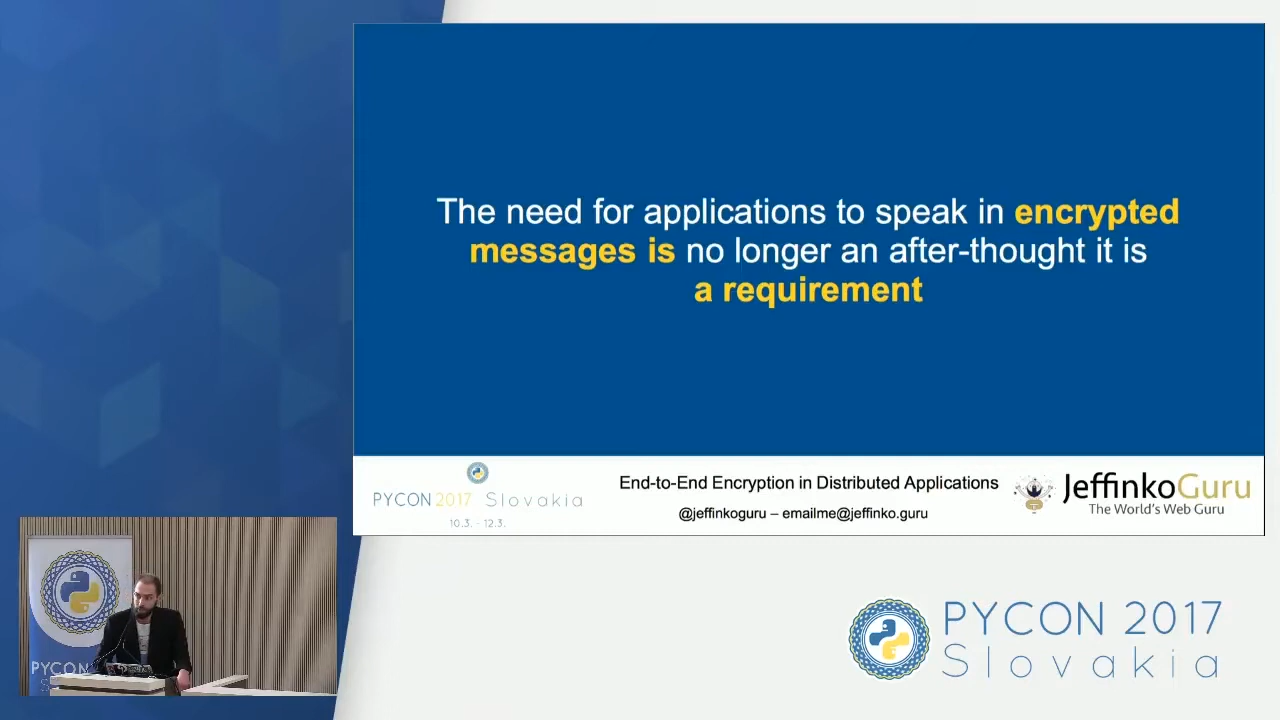 The need for applications to speak in encrypted
messages is no longer an after-thought it is
a requirement
PYCON 2017 Slovakia
10.3. - 12.3.
End-to-End Encryption in Distributed Applications
@jeffinkoguru – emailme@jeffinko.guru
JeffinkoGuru
The World's Web Guru
PYCON
PYCON 2017
Slovakia